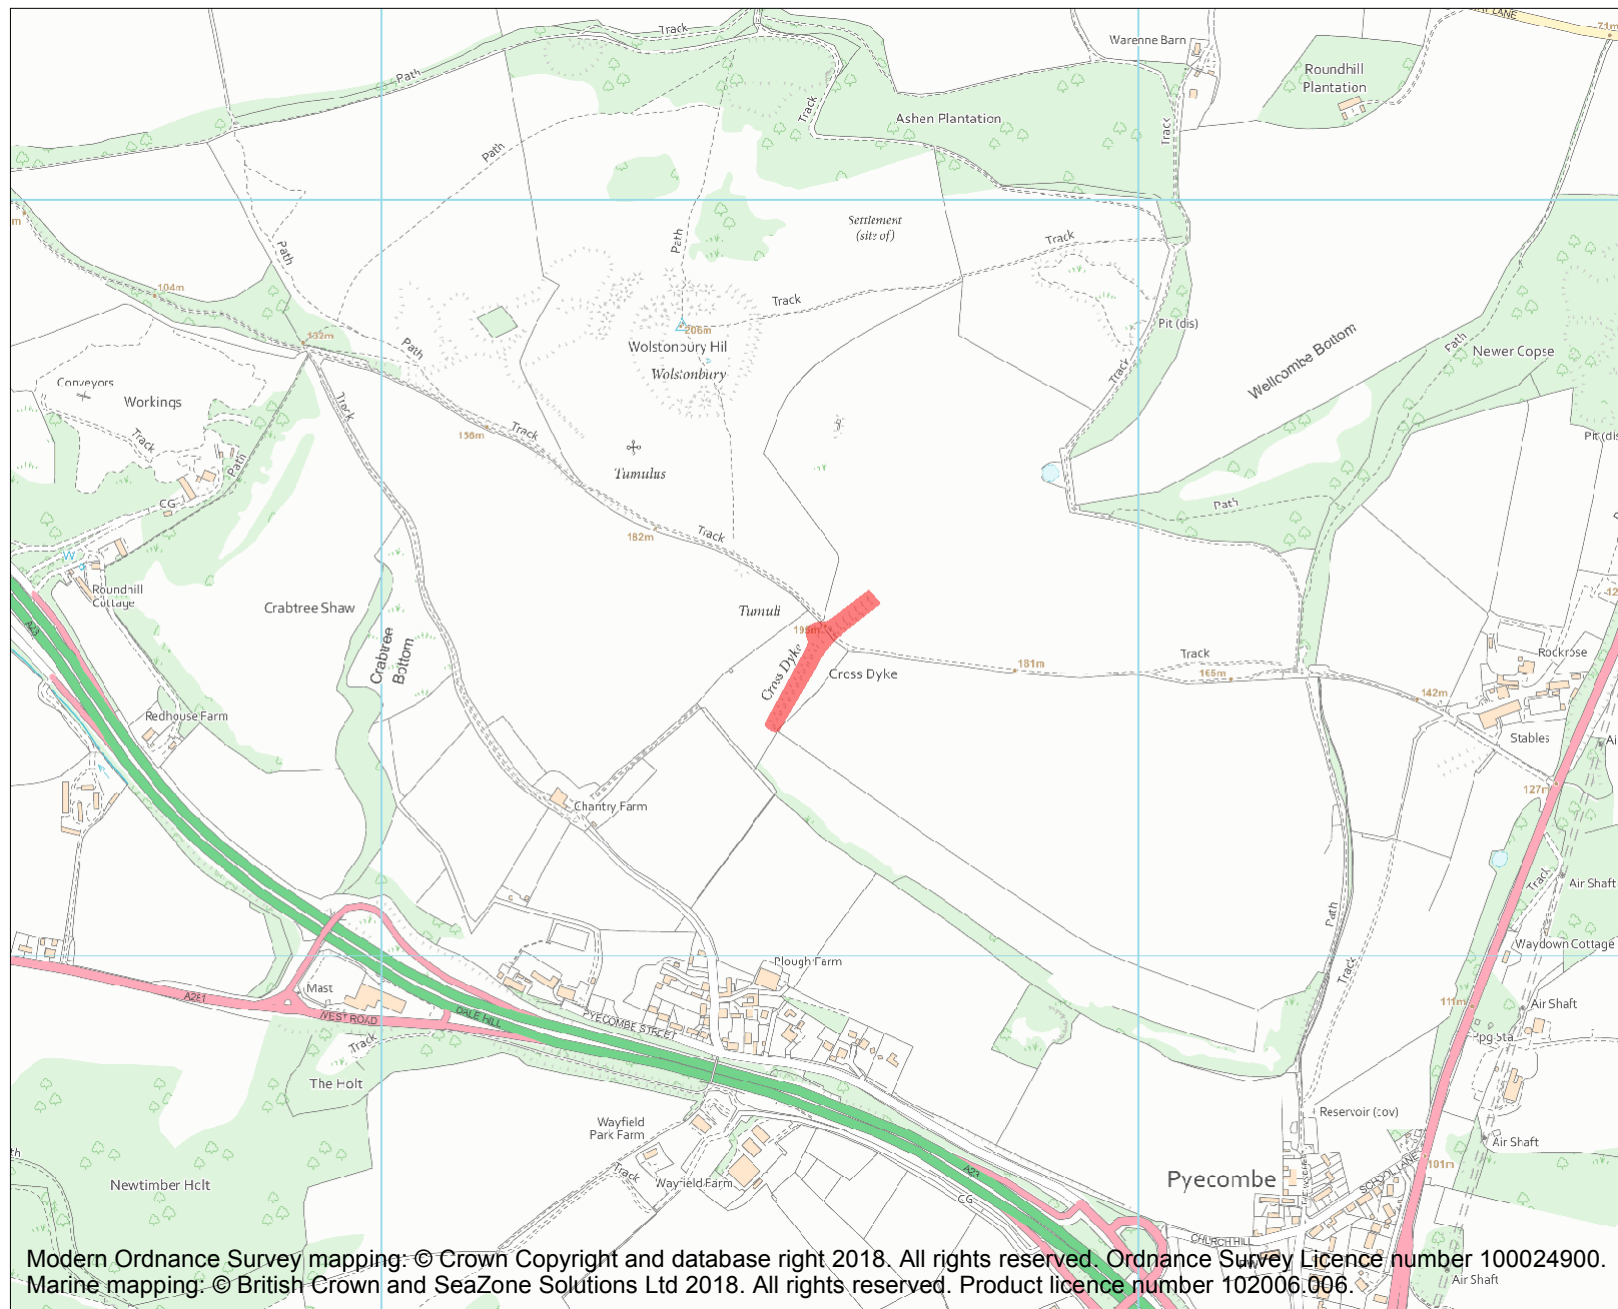 Track
Warenne Barn
71m
Path
Roundhill
Plantation
Track
Ashen Plantation
Track
Path
Settlement
(site of)
Path
Path
Track
104m
Track
206m
Pit (dis)
132m
Wolstonbury Hil
Wolstonbury
Path
Wellcombe Bottom
Path
Newer Copse
Conveyors
Workings
Track
Track
Track
156m
Track
Path
Tumulus
CG
Path
Track
182m
W
Roundhill
Cottage
Crabtree Shaw
Tumuli
A23
Crabtree
Bottom
Cross Dyke
Cross Dyke
181m
Track
165m
Rockrose
142m
Redhouse Farm
Stables
127m
Chantry Farm
Air Shaft
Track
Path
Waydown Cottage
Plough Farm
Track
Mast
A281
WEST ROAD
DALE HILL
PYECOMBE STREET
111m
Air Shaft
Ppg Sta
Track
The Holt
Wayfield
Park Farm
Reservoir (cov)
Air Shaft
Track
Wayfield Farm
A23
CG
SCHOOL LANE
101m
Newtimber Holt
Pyecombe
CHURCH HILL
Modern Ordnance Survey mapping: © Crown Copyright and database right 2018. All rights reserved. Ordnance Survey Licence number 100024900.
Marine mapping: © British Crown and SeaZone Solutions Ltd 2018. All rights reserved. Product licence number 102006.006.
Air Shaft